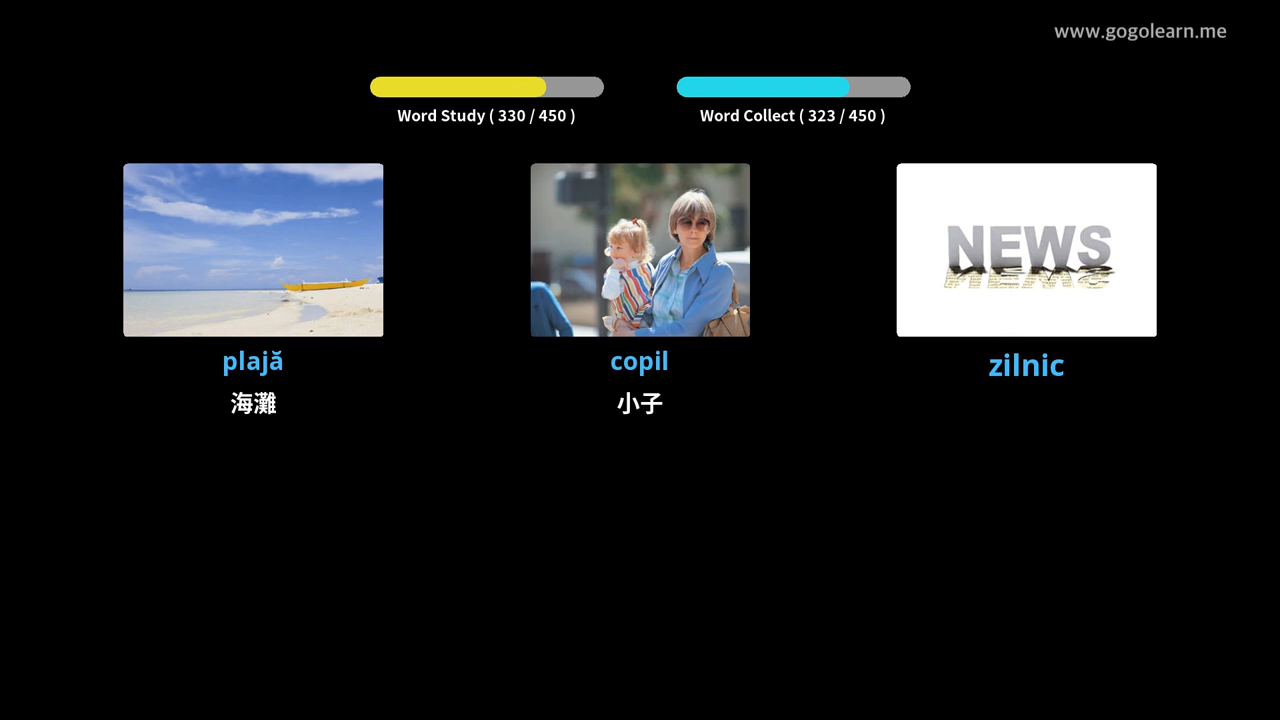 www.gogolearn.me
Word Study ( 330 / 450 )
Word Collect ( 323 / 450 )
NEWS
plajă
copil
zilnic
海灘
小子